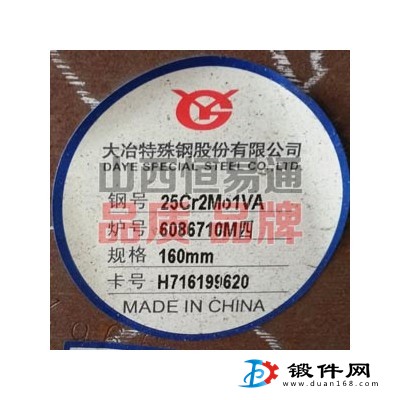 大冶特殊钢股份有限公司
DAYE SPECIAL STEEL CO.,LTD.
山西恒易通
钢号 25Cr2Mo1VA
品质 品牌
炉号 6086710M四
规格 160mm
卡号 H716199620
MADE IN CHINA
锻件网
www.duan168.com